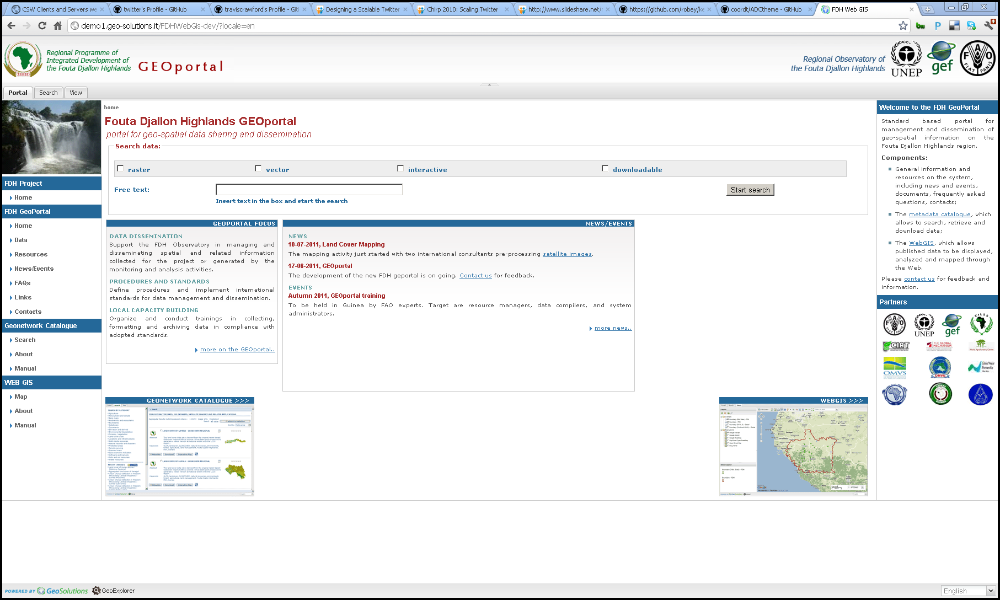 CSW Clients and Servers we
twitter's Profile - GitHub
traviscrawford's Profile - Git
Designing a Scalable Twitter
Chirp 2010: Scaling Twitter
http://www.slideshare.net/
https://github.com/robey/ke
coordt/ADCtheme - GitHub
FDH Web GIS
demo1.geo-solutions.it/FDHWebGis-dev/?locale=en
Regional Programme of
Integrated Development of
the Fouta Djallon Highlands
GEOportal
Regional Observatory of
the Fouta Djallon Highlands
UNEP
gef
FAO
FIAT PANIS
Portal
Search
View
FDH Project
Home
FDH GeoPortal
Home
Data
Resources
News/Events
FAQs
Links
Contacts
Geonetwork Catalogue
Search
About
Manual
WEB GIS
Map
About
Manual
home
Fouta Djallon Highlands GEOportal
portal for geo-spatial data sharing and dissemination
Search data:
raster
vector
interactive
downloadable
Free text:
Start search
Insert text in the box and start the search
GEOPORTAL FOCUS
DATA DISSEMINATION
Support the FDH Observatory in managing and
disseminating spatial and related information
collected for the project or generated by the
monitoring and analysis activities.
PROCEDURES AND STANDARDS
Define procedures and implement international
standards for data management and dissemination.
LOCAL CAPACITY BUILDING
Organize and conduct trainings in collecting,
formatting and archiving data in compliance with
adopted standards.
more on the GEOportal..
NEWS/EVENTS
NEWS
10-07-2011, Land Cover Mapping
The mapping activity just started with two international consultants pre-processing satellite images.
17-06-2011, GEOportal
The development of the new FDH geportal is on going. Contact us for feedback.
EVENTS
Autumn 2011, GEOportal training
To be held in Guinea by FAO experts. Target are resource managers, data compilers, and system
administrators.
more news..
GEONETWORK CATALOGUE >>>
WEBGIS >>>
Welcome to the FDH GeoPortal
Standard based portal for
management and dissemination of
geo-spatial information on the
Fouta Djallon Highlands region.
Components:
General information and
resources on the system,
including news and events,
documents, frequently asked
questions, contacts;
The metadata catalogue, which
allows to search, retrieve and
download data;
The WebGIS, which allows
published data to be displayed,
analyzed and mapped through
the Web.
Please contact us for feedback and
information.
Partners
FAO
FIAT PANIS
UNEP
gef
CILSS
CIAT
THE GLOBAL
MECHANISM
World Agroforestry Centre
OMVS
OMVG
Global Water
Partnership
POWERED BY GeoSolutions
GeoExplorer
English